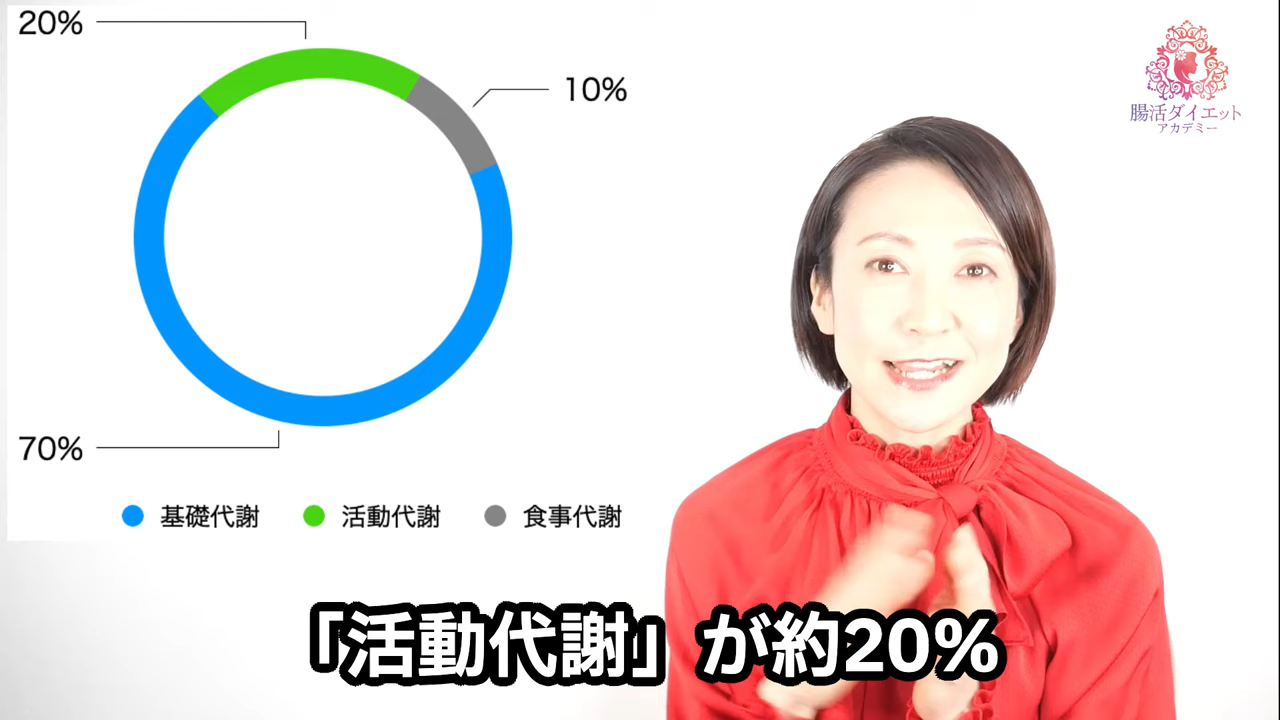 20%
10%
70%
基礎代謝
活動代謝
食事代謝
腸活ダイエット
アカデミー
「活動代謝」が約20%